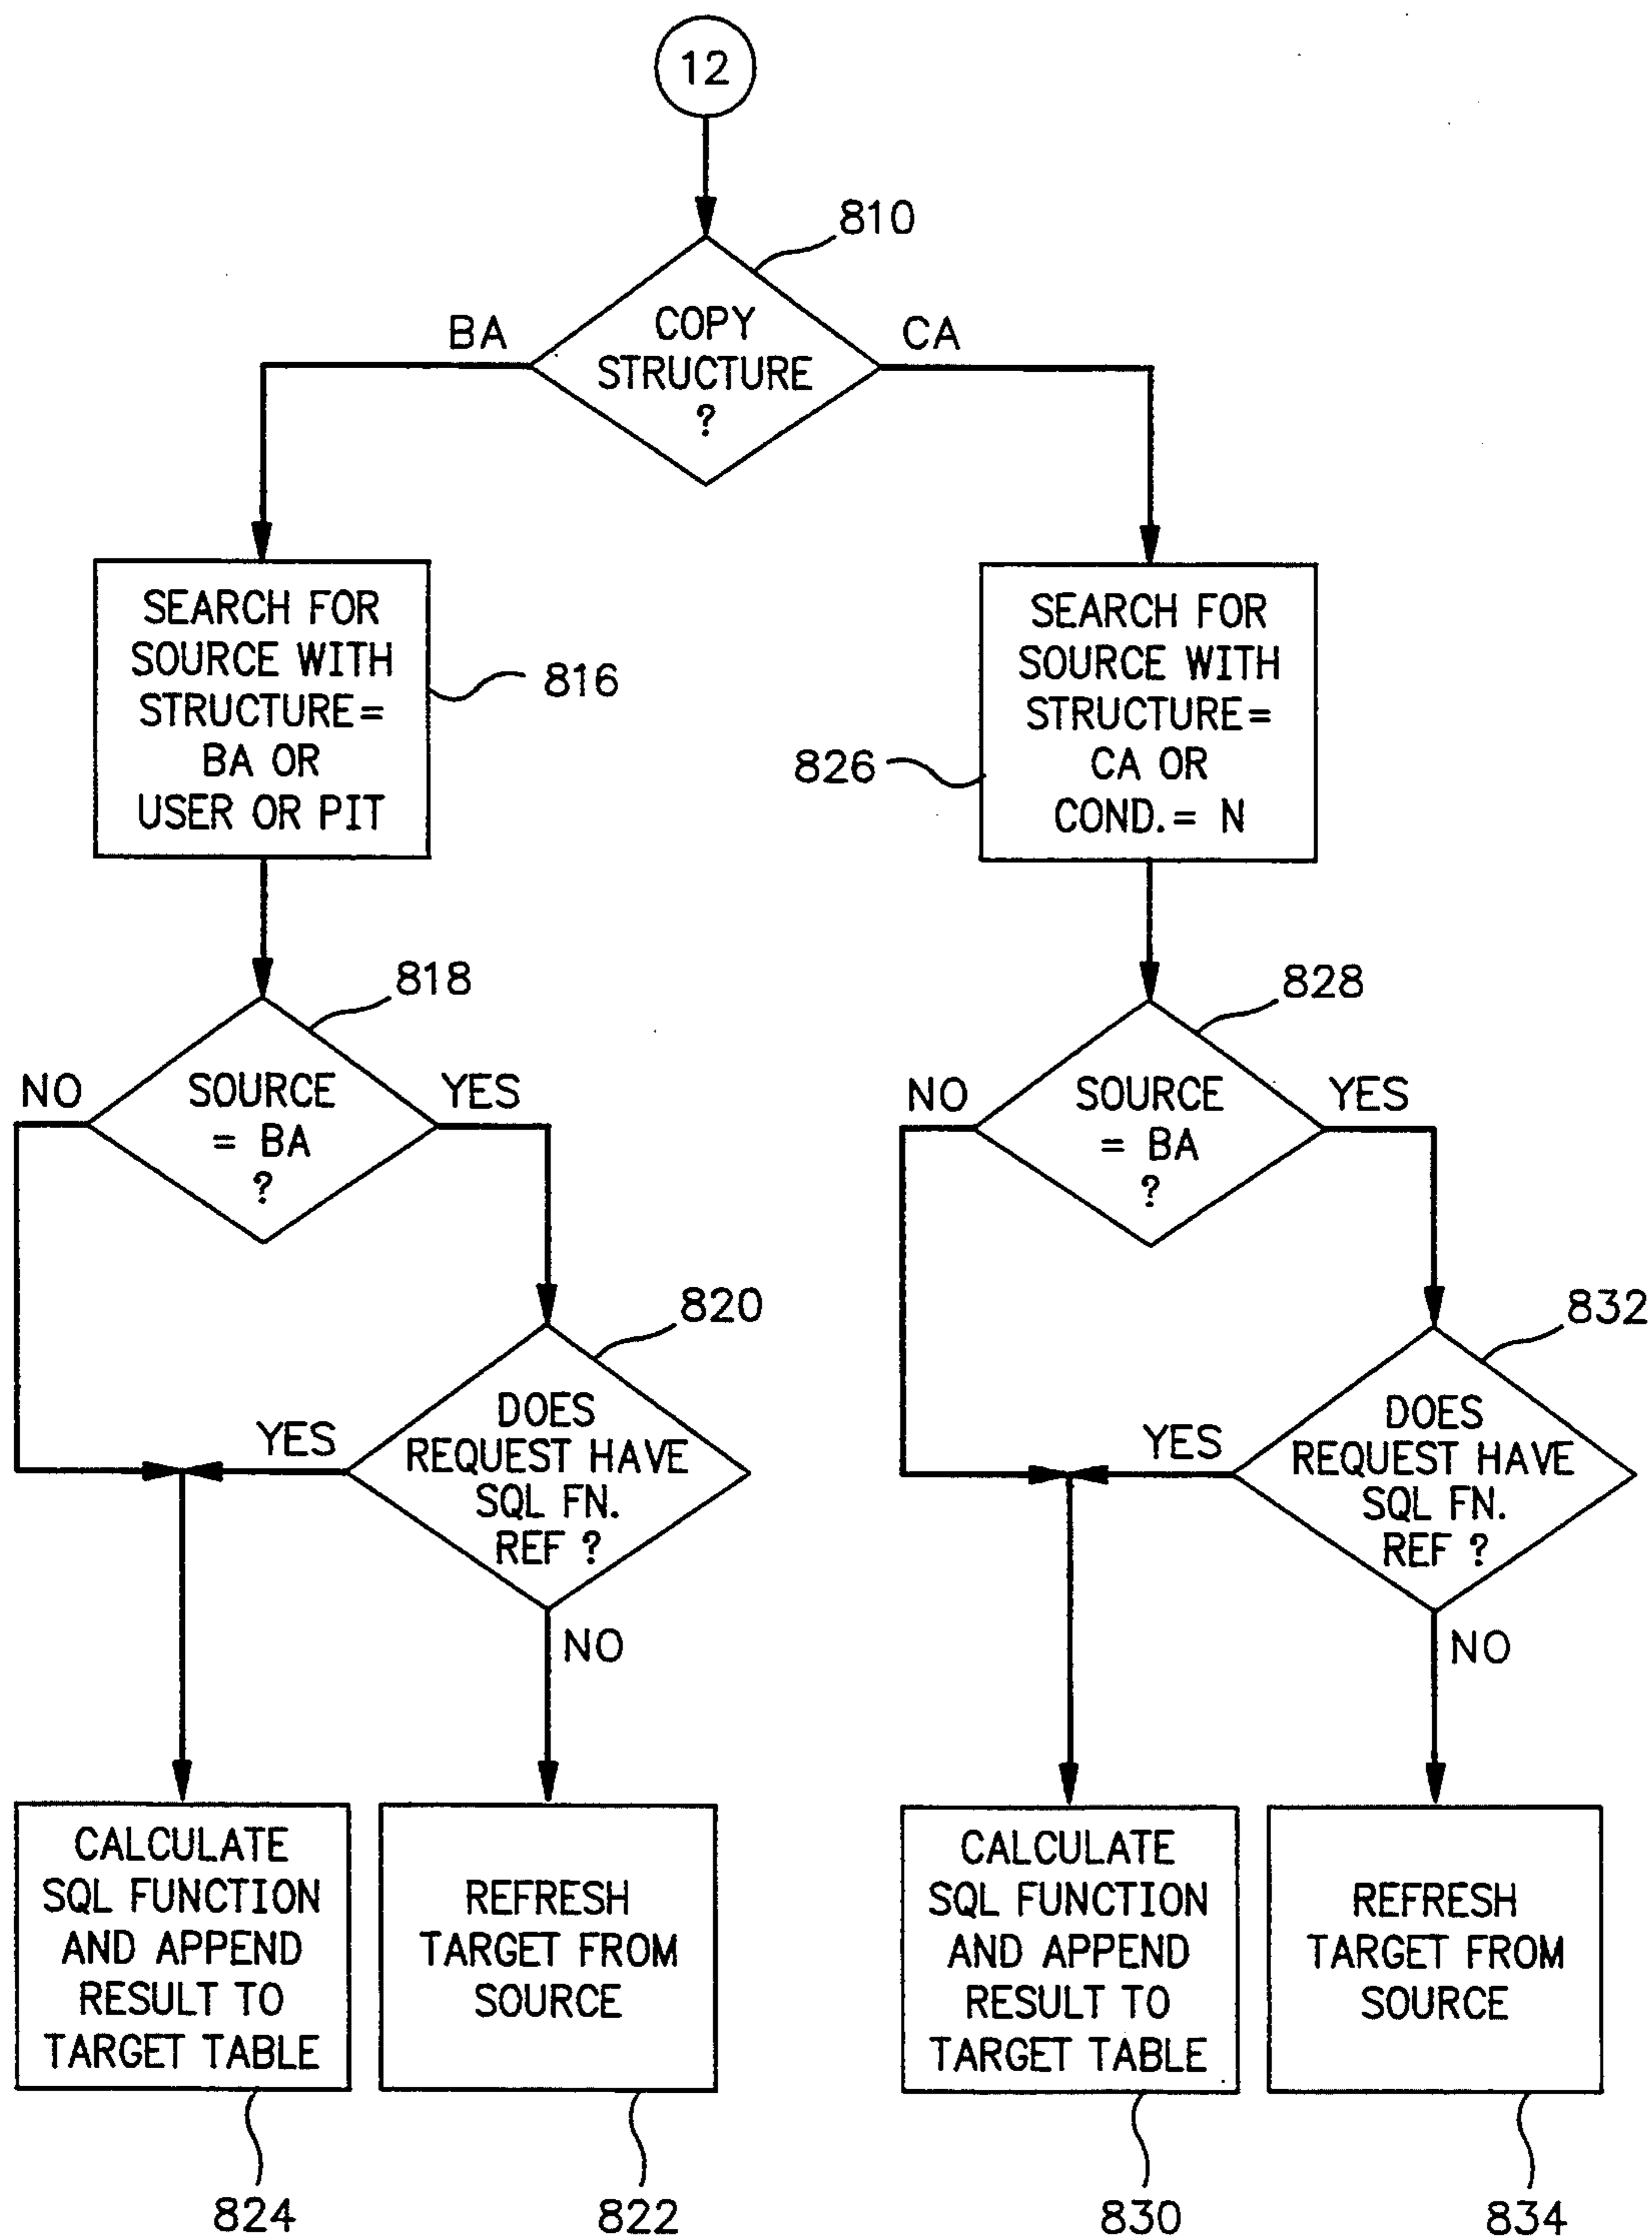 12
810
BA
COPY
STRUCTURE
?
CA
SEARCH FOR
SOURCE WITH
STRUCTURE=
BA OR
USER OR PIT
816
SEARCH FOR
SOURCE WITH
STRUCTURE=
CA OR
COND.= N
826
818
NO
SOURCE
= BA
?
YES
828
NO
SOURCE
= BA
?
YES
820
YES
DOES
REQUEST HAVE
SQL FN.
REF ?
NO
832
YES
DOES
REQUEST HAVE
SQL FN.
REF ?
NO
CALCULATE
SQL FUNCTION
AND APPEND
RESULT TO
TARGET TABLE
REFRESH
TARGET FROM
SOURCE
CALCULATE
SQL FUNCTION
AND APPEND
RESULT TO
TARGET TABLE
REFRESH
TARGET FROM
SOURCE
824
822
830
834